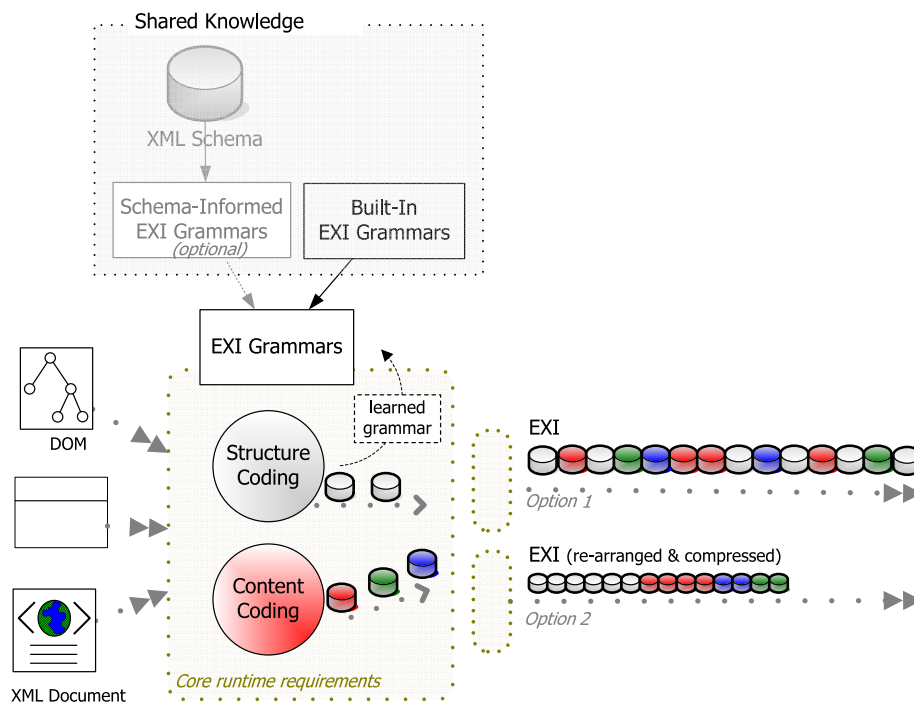 Shared Knowledge
XML Schema
Schema-Informed
EXI Grammars
(optional)
Built-In
EXI Grammars
EXI Grammars
learned
grammar
DOM
Structure
Coding
Content
Coding
XML Document
Core runtime requirements
EXI
Option 1
EXI (re-arranged & compressed)
Option 2